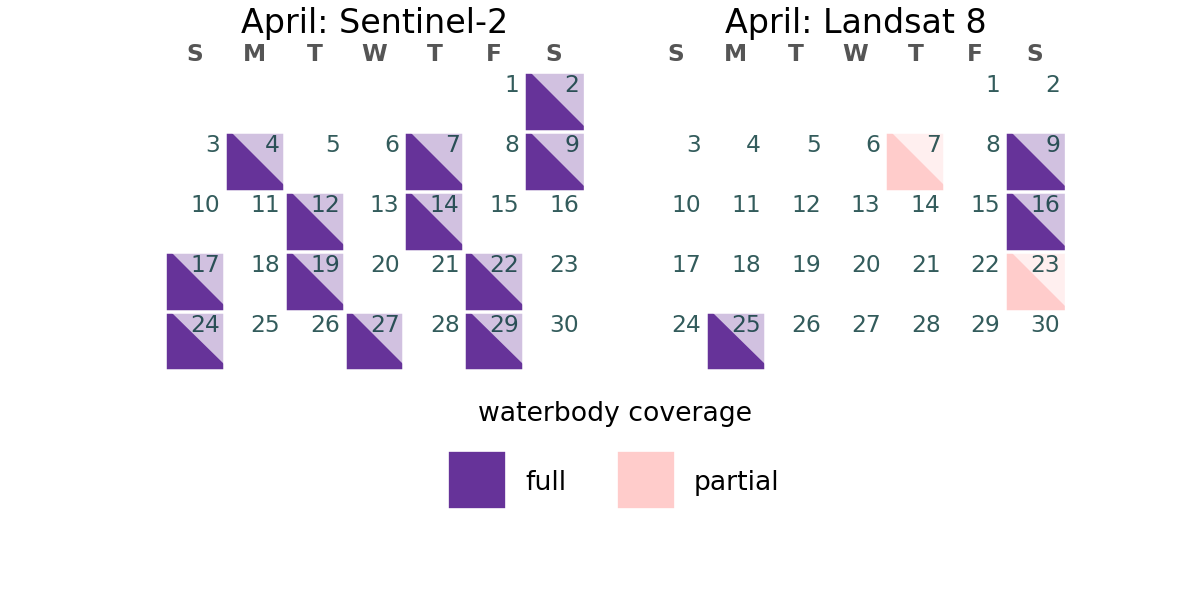 April: Sentinel-2
S M T W T F S
1 2
3 4 5 6 7 8 9
10 11 12 13 14 15 16
17 18 19 20 21 22 23
24 25 26 27 28 29 30
April: Landsat 8
S M T W T F S
1 2
3 4 5 6 7 8 9
10 11 12 13 14 15 16
17 18 19 20 21 22 23
24 25 26 27 28 29 30
waterbody coverage
full
partial